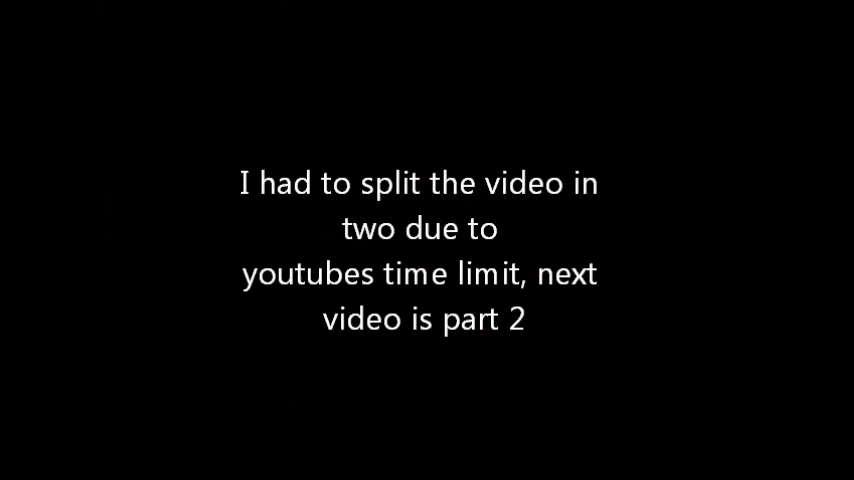 I had to split the video in
two due to
youtubes time limit, next
video is part 2